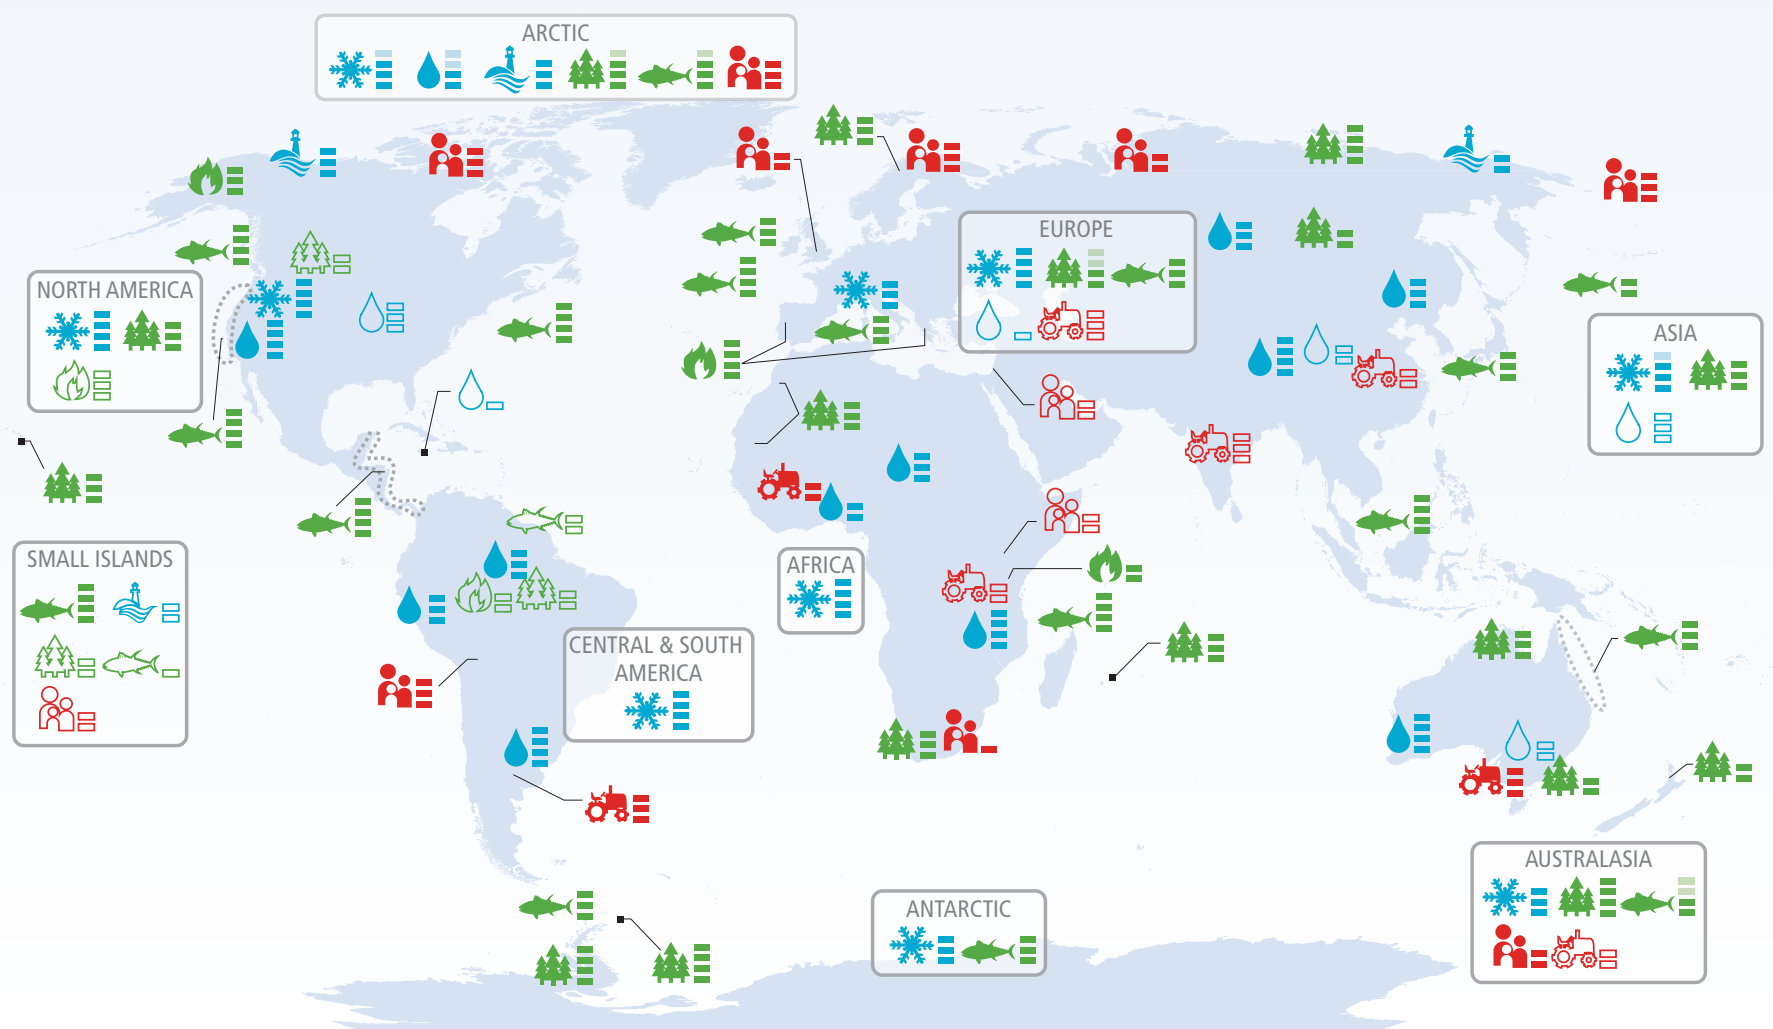 ARCTIC
EUROPE
NORTH AMERICA
ASIA
SMALL ISLANDS
AFRICA
CENTRAL & SOUTH
AMERICA
AUSTRALASIA
ANTARCTIC